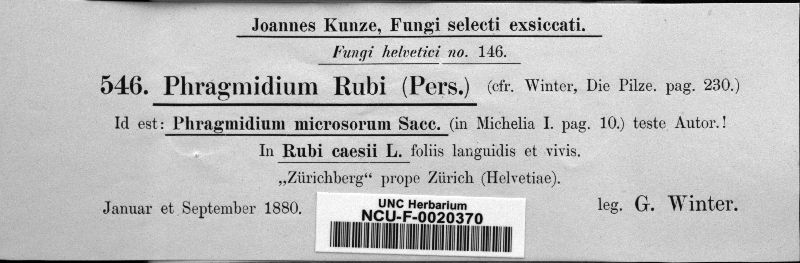 Joannes Kunze, Fungi selecti exsiccati.
Fungi helvetici no. 146.
546. Phragmidium Rubi (Pers.) (cfr. Winter, Die Pilze. pag. 230.)
Id est: Phragmidium microsorum Sacc. (in Michelia I. pag. 10.) teste Autor.!
In Rubi caesii L. foliis languidis et vivis.
„Zürichberg“ prope Zürich (Helvetiae).
Januar et September 1880.
leg. G. Winter.
UNC Herbarium
NCU-F-0020370